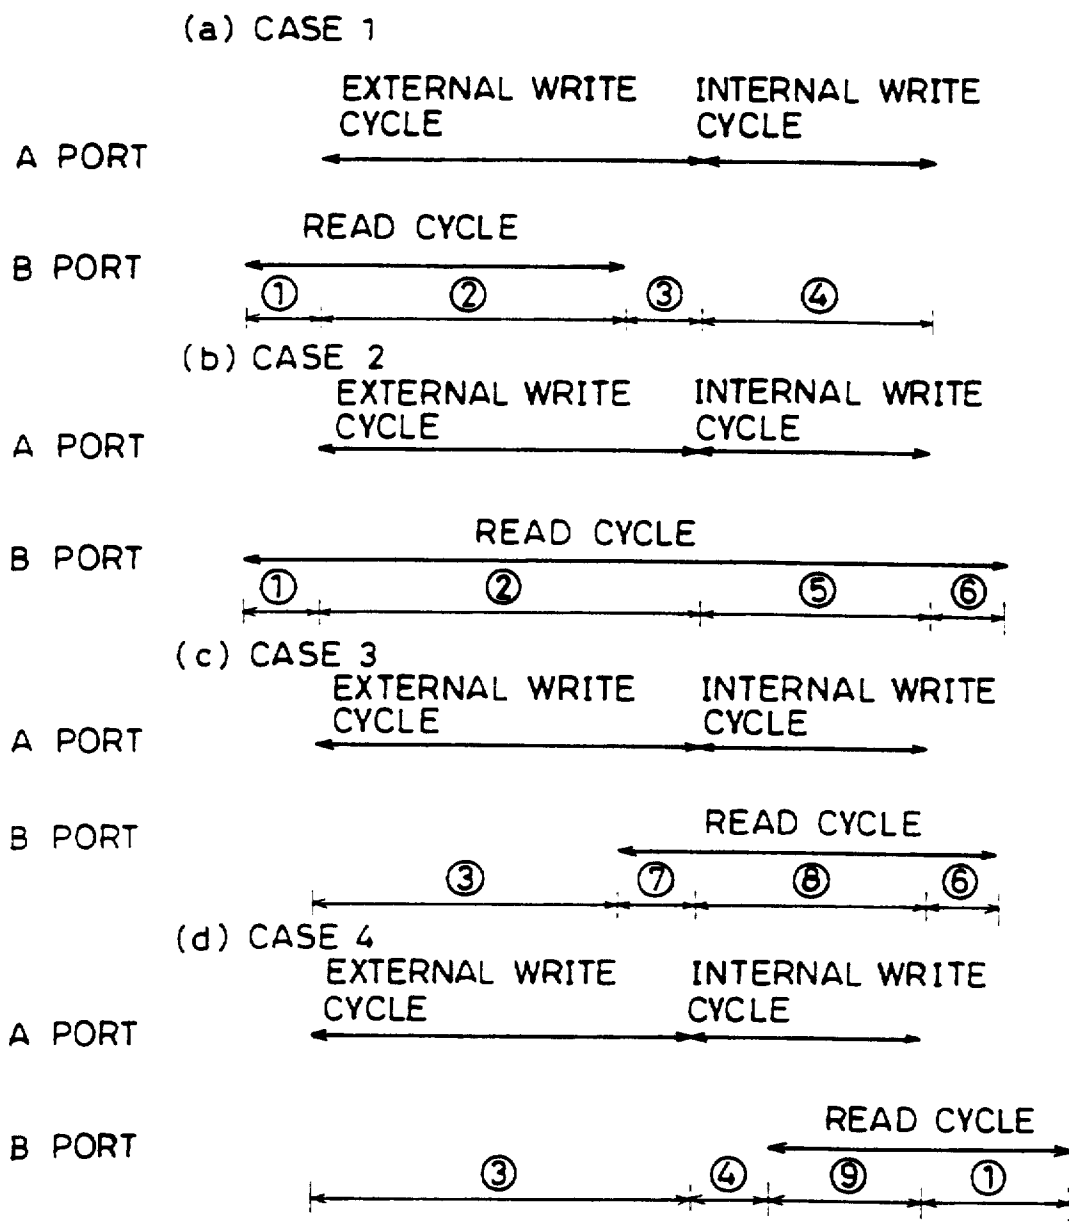 (a) CASE 1
EXTERNAL WRITE CYCLE
INTERNAL WRITE CYCLE
A PORT
READ CYCLE
B PORT
① ② ③ ④
(b) CASE 2
EXTERNAL WRITE CYCLE
INTERNAL WRITE CYCLE
A PORT
READ CYCLE
B PORT
① ② ⑤ ⑥
(c) CASE 3
EXTERNAL WRITE CYCLE
INTERNAL WRITE CYCLE
A PORT
READ CYCLE
B PORT
③ ⑦ ⑧ ⑥
(d) CASE 4
EXTERNAL WRITE CYCLE
INTERNAL WRITE CYCLE
A PORT
READ CYCLE
B PORT
③ ④ ⑨ ①